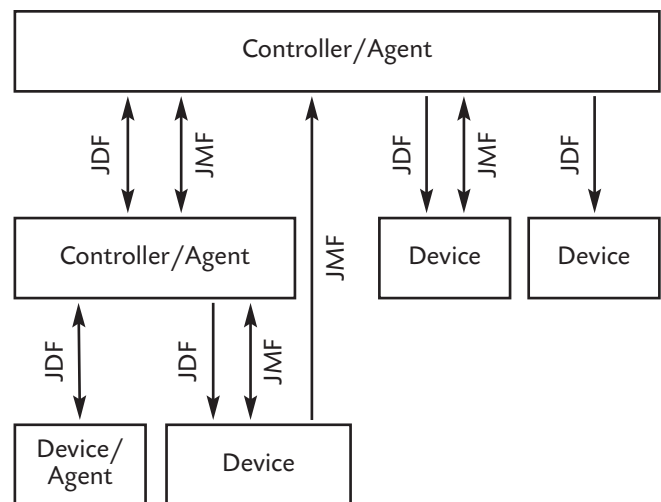 Controller/Agent
JDF
JMF
JMF
JDF
JMF
JDF
Controller/Agent
Device
Device
JDF
JDF
JMF
Device/
Agent
Device